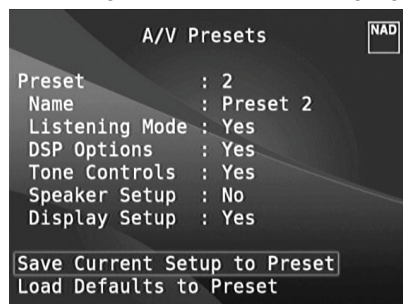 A/V Presets
NAD
Preset : 2
Name : Preset 2
Listening Mode : Yes
DSP Options : Yes
Tone Controls : Yes
Speaker Setup : No
Display Setup : Yes
Save Current Setup to Preset
Load Defaults to Preset